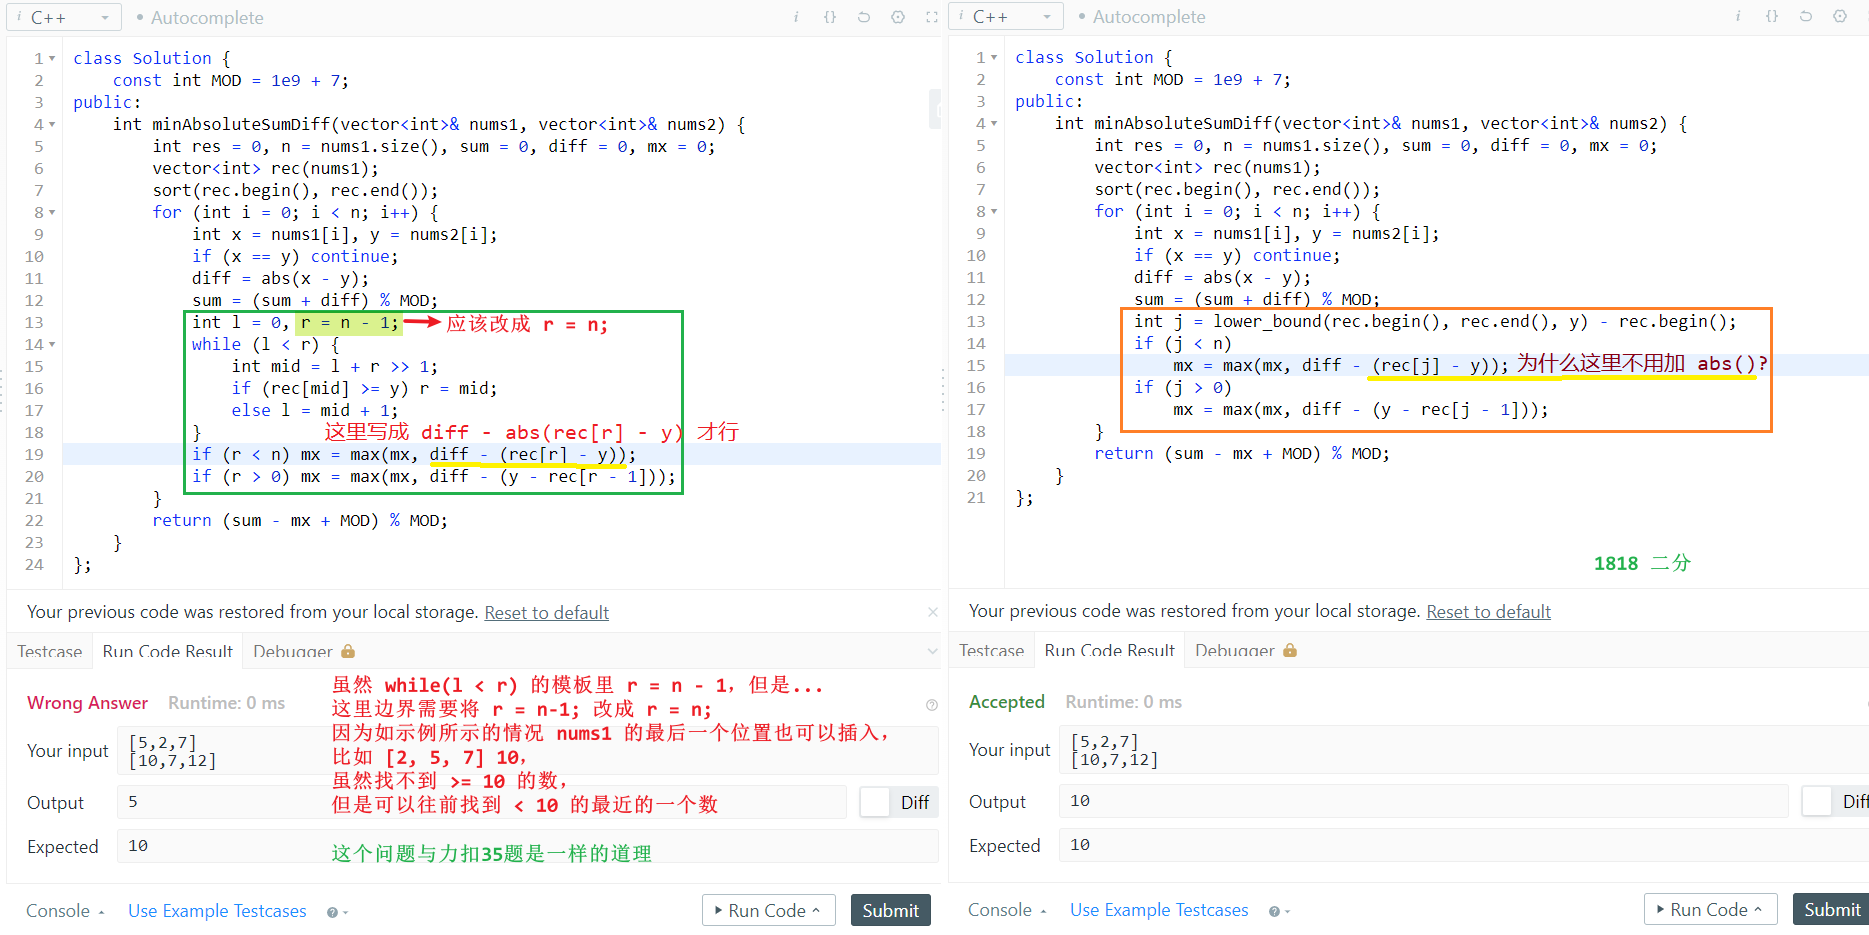 i C++
• Autocomplete
1 class Solution {
2     const int MOD = 1e9 + 7;
3 public:
4     int minAbsoluteSumDiff(vector<int>& nums1, vector<int>& nums2) {
5         int res = 0, n = nums1.size(), sum = 0, diff = 0, mx = 0;
6         vector<int> rec(nums1);
7         sort(rec.begin(), rec.end());
8         for (int i = 0; i < n; i++) {
9             int x = nums1[i], y = nums2[i];
10             if (x == y) continue;
11             diff = abs(x - y);
12             sum = (sum + diff) % MOD;
13             int l = 0, r = n - 1; 应该改成 r = n;
14             while (l < r) {
15                 int mid = l + r >> 1;
16                 if (rec[mid] >= y) r = mid;
17                 else l = mid + 1;
18             } 这里写成 diff - abs(rec[r] - y) 才行
19             if (r < n) mx = max(mx, diff - (rec[r] - y));
20             if (r > 0) mx = max(mx, diff - (y - rec[r - 1]));
21         }
22         return (sum - mx + MOD) % MOD;
23     }
24 };
Your previous code was restored from your local storage. Reset to default
Testcase Run Code Result Debugger
Wrong Answer Runtime: 0 ms
虽然 while(l < r) 的模板里 r = n - 1, 但是...
这里边界需要将 r = n-1; 改成 r = n;
因为如示例所示的情况 nums1 的最后一个位置也可以插入，
比如 [2, 5, 7] 10,
虽然找不到 >= 10 的数，
但是可以往前找到 < 10 的最近的一个数
Your input
[5,2,7]
[10,7,12]
Output 5 Diff
Expected 10
这个问题与力扣35题是一样的道理
Console Use Example Testcases
Run Code Submit
i C++
• Autocomplete
1 class Solution {
2     const int MOD = 1e9 + 7;
3 public:
4     int minAbsoluteSumDiff(vector<int>& nums1, vector<int>& nums2) {
5         int res = 0, n = nums1.size(), sum = 0, diff = 0, mx = 0;
6         vector<int> rec(nums1);
7         sort(rec.begin(), rec.end());
8         for (int i = 0; i < n; i++) {
9             int x = nums1[i], y = nums2[i];
10             if (x == y) continue;
11             diff = abs(x - y);
12             sum = (sum + diff) % MOD;
13             int j = lower_bound(rec.begin(), rec.end(), y) - rec.begin();
14             if (j < n)
15                 mx = max(mx, diff - (rec[j] - y)); 为什么这里不用加 abs()?
16             if (j > 0)
17                 mx = max(mx, diff - (y - rec[j - 1]));
18         }
19         return (sum - mx + MOD) % MOD;
20     }
21 };
1818 二分
Your previous code was restored from your local storage. Reset to default
Testcase Run Code Result Debugger
Accepted Runtime: 0 ms
Your input
[5,2,7]
[10,7,12]
Output 10 Diff
Expected 10
Console Use Example Testcases
Run Code Submit